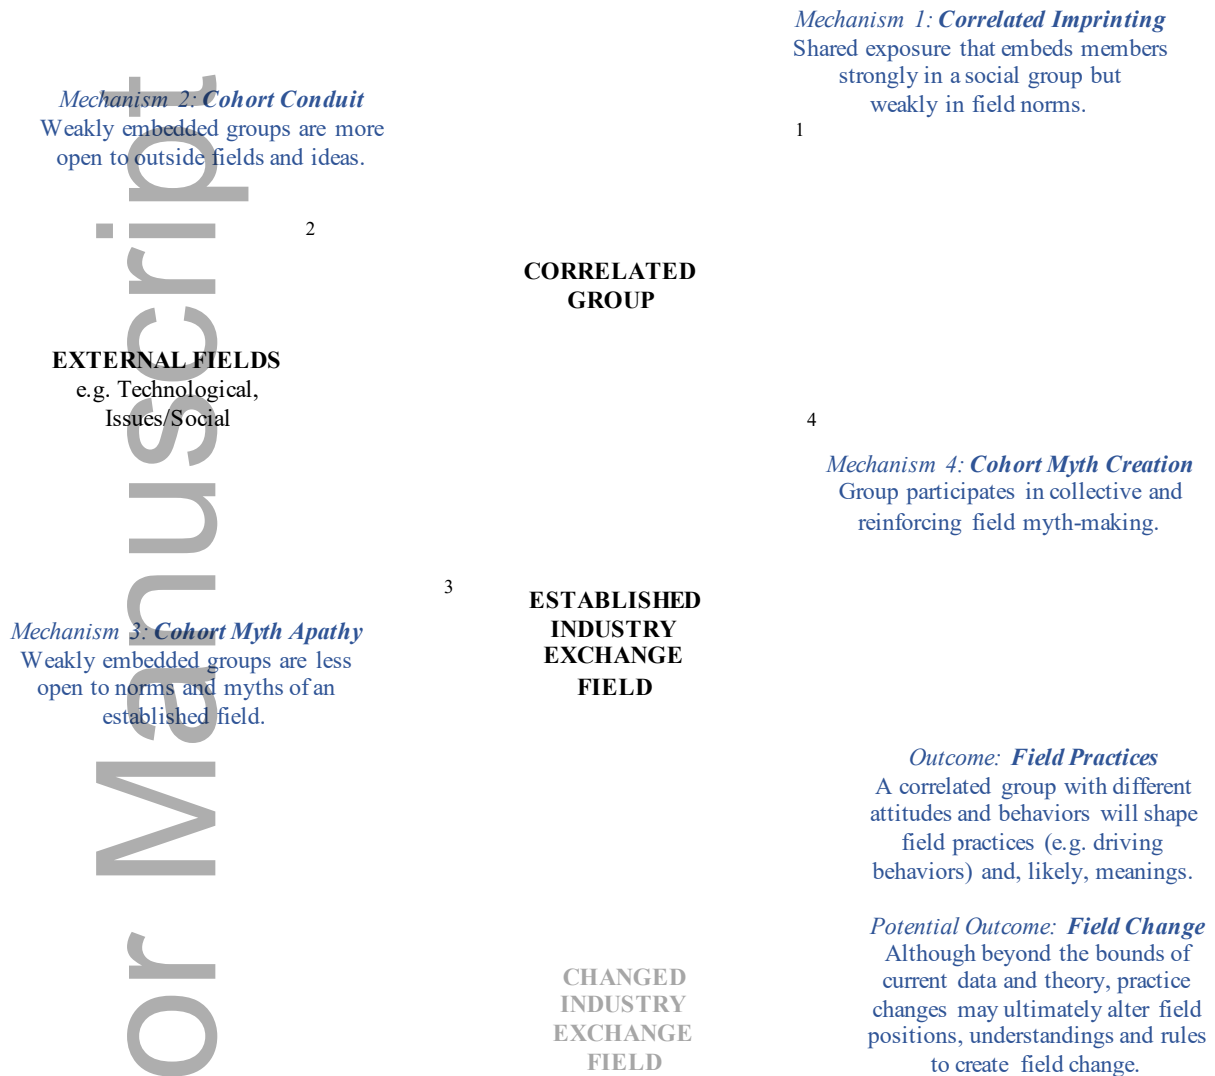 Mechanism 1: Correlated Imprinting
Shared exposure that embeds members
strongly in a social group but
weakly in field norms.
1
Mechanism 2: Cohort Conduit
Weakly embedded groups are more
open to outside fields and ideas.
2
CORRELATED
GROUP
EXTERNAL FIELDS
e.g. Technological,
Issues/Social
4
Mechanism 4: Cohort Myth Creation
Group participates in collective and
reinforcing field myth-making.
3
ESTABLISHED
INDUSTRY
EXCHANGE
FIELD
Mechanism 3: Cohort Myth Apathy
Weakly embedded groups are less
open to norms and myths of an
established field.
Outcome: Field Practices
A correlated group with different
attitudes and behaviors will shape
field practices (e.g. driving
behaviors) and, likely, meanings.
Potential Outcome: Field Change
Although beyond the bounds of
current data and theory, practice
changes may ultimately alter field
positions, understandings and rules
to create field change.
CHANGED
INDUSTRY
EXCHANGE
FIELD
or Manuscript